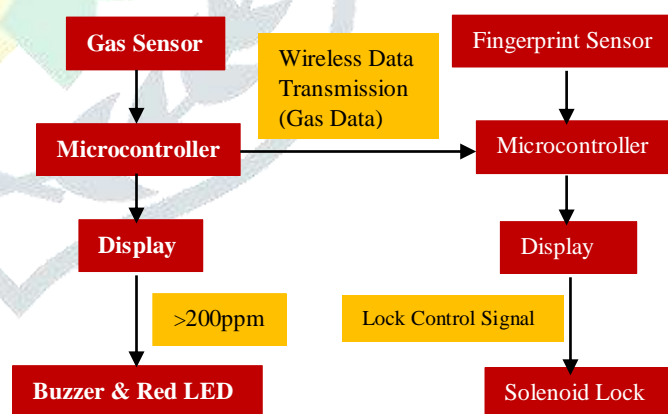 Gas Sensor
Fingerprint Sensor
Wireless Data
Transmission
(Gas Data)
Microcontroller
Microcontroller
Display
Display
>200ppm
Lock Control Signal
Buzzer & Red LED
Solenoid Lock